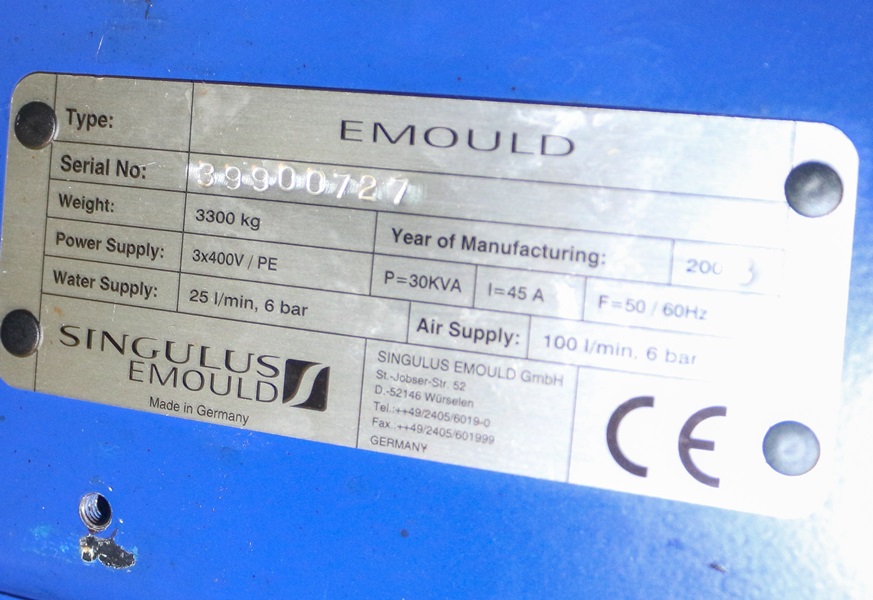 Type: EMOULD
Serial No: 39900727
Weight: 3300 kg Year of Manufacturing:
Power Supply: 3x400V / PE P=30KVA I=45 A F=50 / 60Hz
Water Supply: 25 l/min, 6 bar Air Supply: 100 l/min, 6 bar
SINGULUS
EMOULD
Made in Germany
SINGULUS EMOULD GmbH
St.-Jobser-Str. 52
D.-52146 Würselen
Tel.:++49/2405/6019-0
Fax.:++49/2405/601999
GERMANY
CE